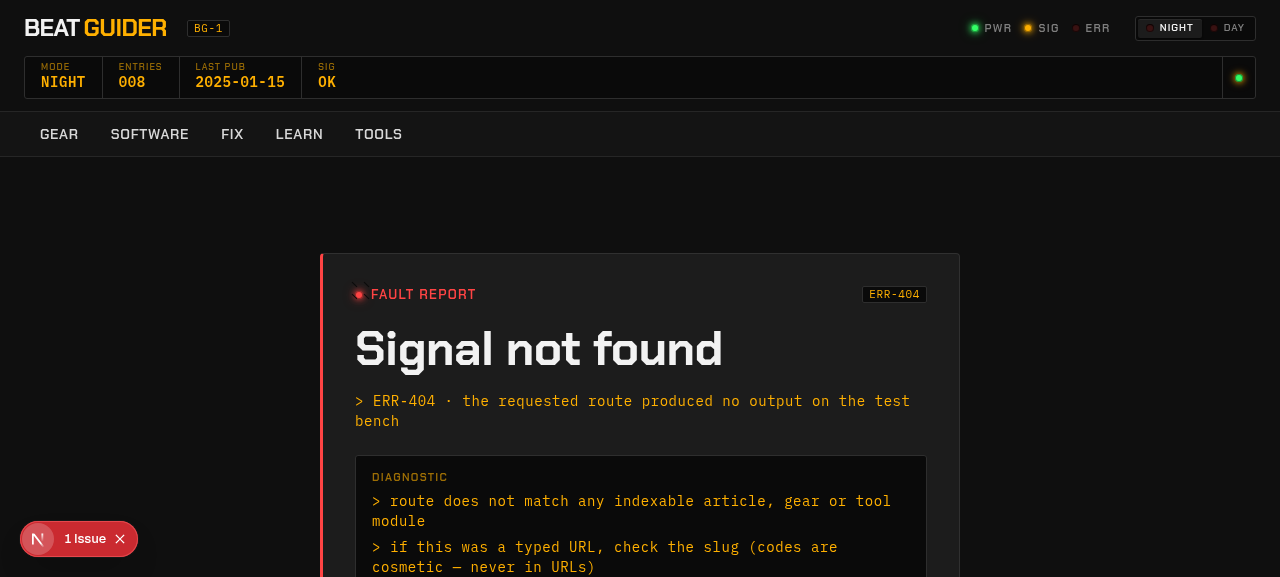 BEAT GUIDER BG-1 PWR SIG ERR NIGHT DAY
MODE ENTRIES LAST PUB SIG
NIGHT 008 2025-01-15 OK
GEAR SOFTWARE FIX LEARN TOOLS
FAULT REPORT ERR-404
Signal not found
> ERR-404 · the requested route produced no output on the test
bench
DIAGNOSTIC
> route does not match any indexable article, gear or tool
module
> if this was a typed URL, check the slug (codes are
cosmetic — never in URLs)
N 1 Issue